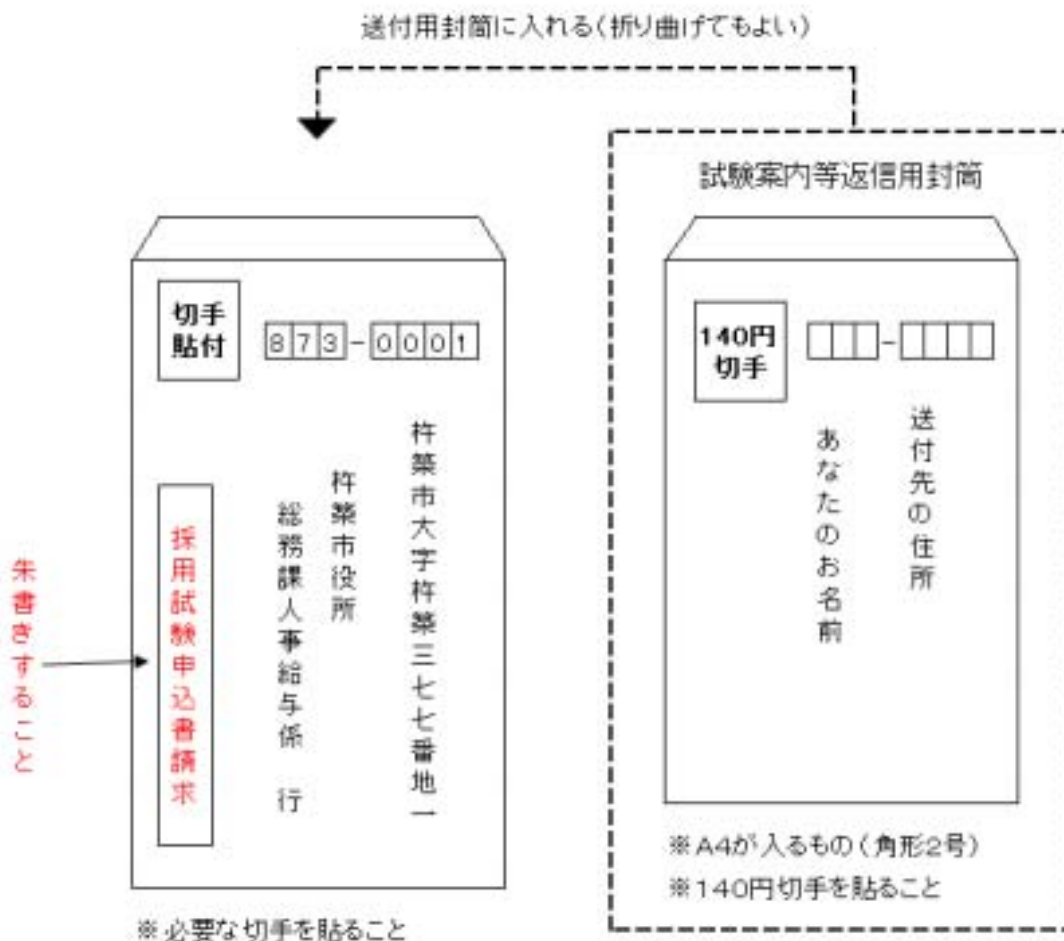 送付用封筒に入れる(折り曲げてもよい)
試験案内等返信用封筒
切手
貼付
873-0001
杵築市大字杵築三七七番地一
杵築市役所
総務課人事給与係 行
採用試験申込書請求
朱書きすること
※必要な切手を貼ること
140円
切手
-
送付先の住所
あなたのお名前
※A4が入るもの(角形2号)
※140円切手を貼ること